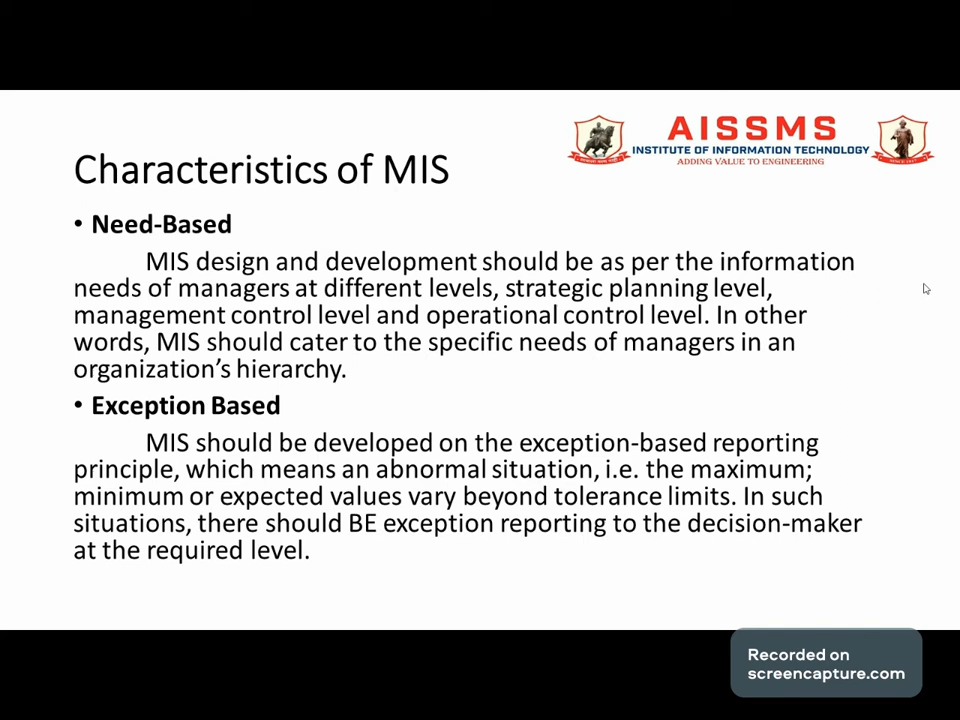 AISSMS
INSTITUTE OF INFORMATION TECHNOLOGY
ADDING VALUE TO ENGINEERING
Characteristics of MIS
• Need-Based
MIS design and development should be as per the information
needs of managers at different levels, strategic planning level,
management control level and operational control level. In other
words, MIS should cater to the specific needs of managers in an
organization's hierarchy.
• Exception Based
MIS should be developed on the exception-based reporting
principle, which means an abnormal situation, i.e. the maximum;
minimum or expected values vary beyond tolerance limits. In such
situations, there should BE exception reporting to the decision-maker
at the required level.
Recorded on
screencapture.com